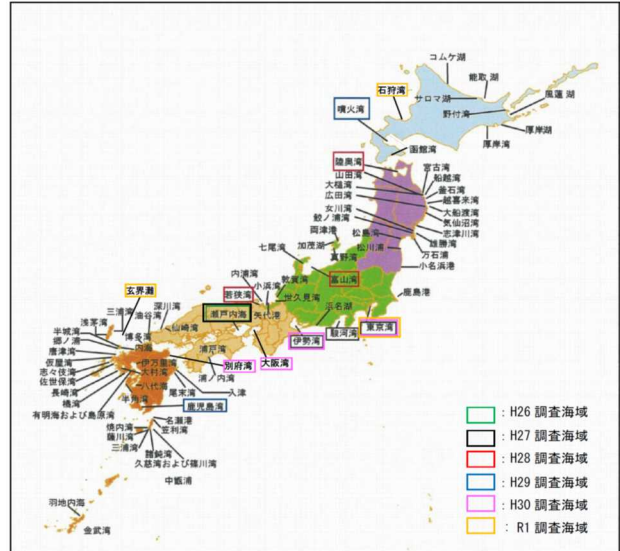 コムケ湖
能取 湖
サロマ湖
風蓮 湖
石狩湾
野付湾
噴火湾
厚岸湖
厚岸湾
函館湾
陸奥湾
宮古湾
山田湾
船越湾
大槌湾
釜石湾
広田湾
越喜来湾
女川湾
大船渡湾
鮫ノ浦湾
気仙沼湾
両津港
志津川湾
松島湾
雄勝湾
加茂湖
七尾湾
松川浦
万石浦
真野湾
小名浜港
富山湾
内浦湾
小浜湾
敦賀湾
若狭湾
世久見湾
鹿島港
玄界灘
瀬戸内海
矢代湾
浜名湖
三浦湾
深川湾
油谷湾
浅茅湾
仙崎湾
東京湾
駿河湾
伊勢湾
半城湾
博多湾
郷ノ浦
内海
浦戸湾
大阪湾
唐津湾
別府湾
仮屋湾
伊万里湾
浦ノ内湾
志々伎湾
大村湾
佐世保湾
八代海
入津
尾末湾
長崎湾
橘湾
羊角湾
有明海および島原湾
鹿児島湾
名瀬港
焼内湾
笠利湾
薩川湾
三浦湾
諸鈍湾
久慈湾および篠川湾
中甑浦
羽地内海
金武湾
:H26 調査海域
:H27 調査海域
:H28 調査海域
:H29 調査海域
:H30 調査海域
: R1 調査海域